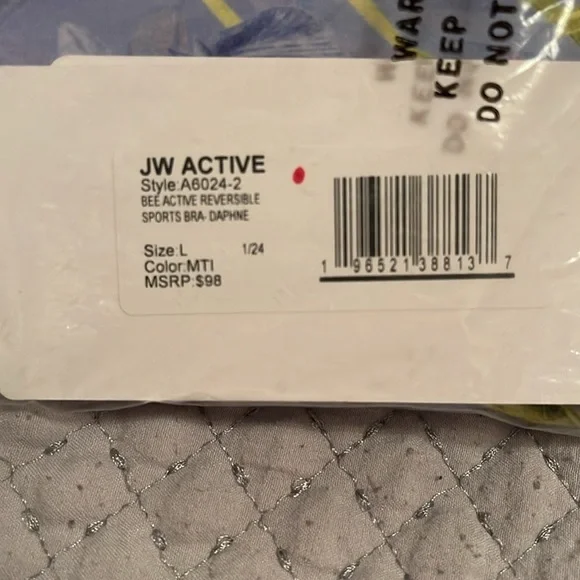 WAR
KEEP
DO NOT
JW ACTIVE
Style:A6024-2
BEE ACTIVE REVERSIBLE
SPORTS BRA- DAPHNE
Size:L 1/24
Color:MTI
MSRP:$98
1 96521 38813 7